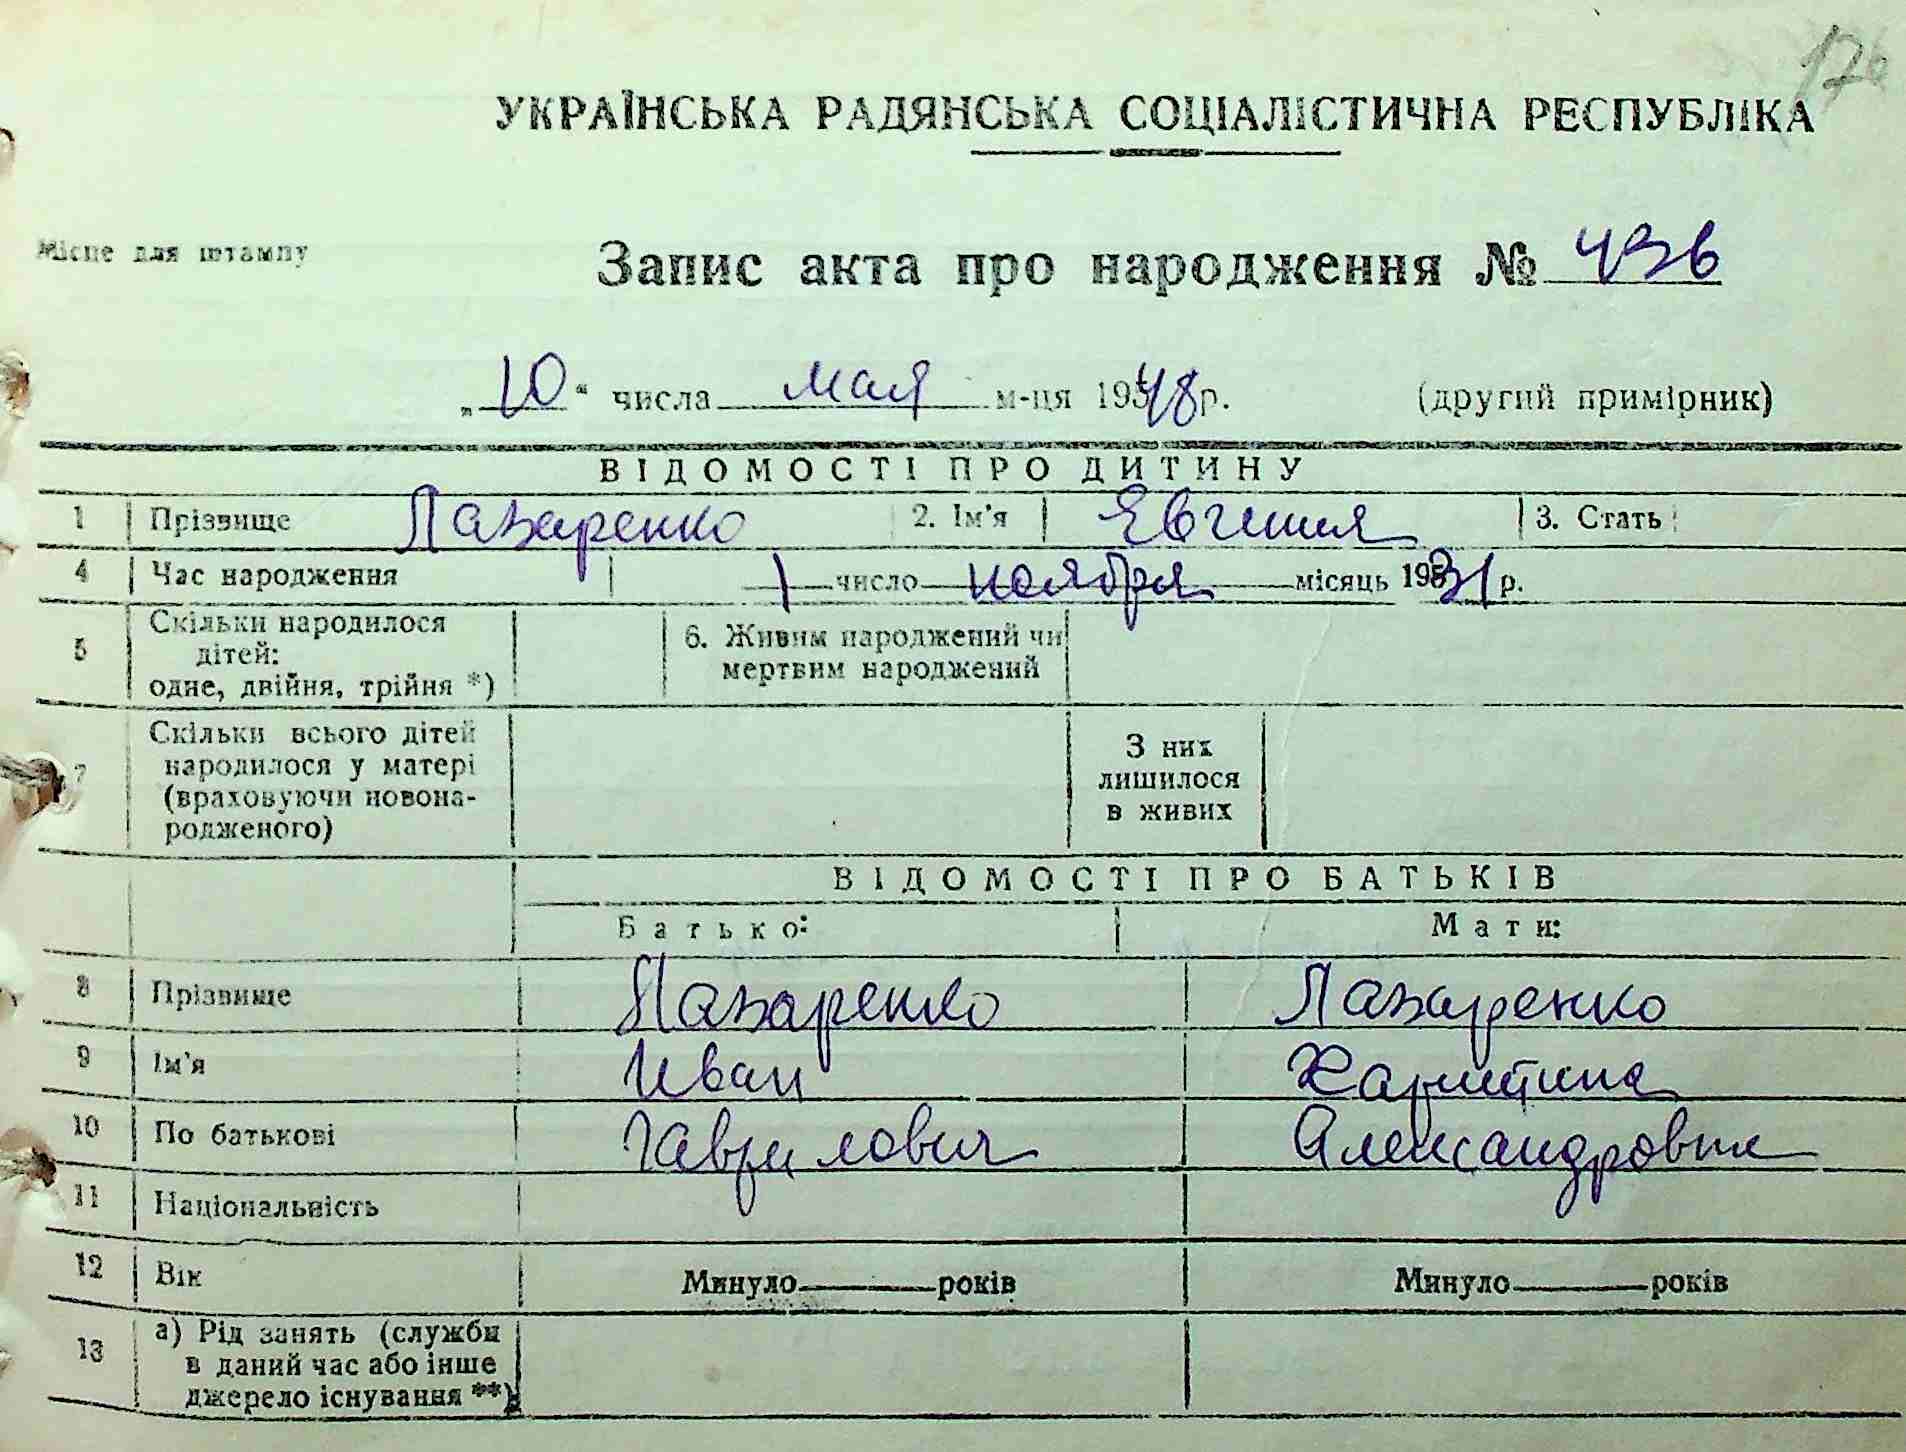 126
УКРАЇНСЬКА РАДЯНСЬКА СОЦІАЛІСТИЧНА РЕСПУБЛІКА
Місце для штампу
Запис акта про народження № 436
„10“ числа мая м-ця 1948 р. (другий примірник)
ВІДОМОСТІ ПРО ДИТИНУ
1 Прізвище Лазаренко 2. Ім'я Евгения 3. Стать
4 Час народження 1 число ноября місяць 1931 р.
5 Скільки народилося дітей: одне, двійня, трійня *) 6. Живим народжений чи мертвим народжений
7 Скільки всього дітей народилося у матері (враховуючи новона-родженого) З них лишилося в живих
ВІДОМОСТІ ПРО БАТЬКІВ
Батько: Мати:
8 Прізвище Лазаренко Лазаренко
9 Ім'я Иван Харитина
10 По батькові Гаврилович Александровна
11 Національність
12 Вік Минуло років Минуло років
13 а) Рід занять (служби в даний час або інше джерело існування **)